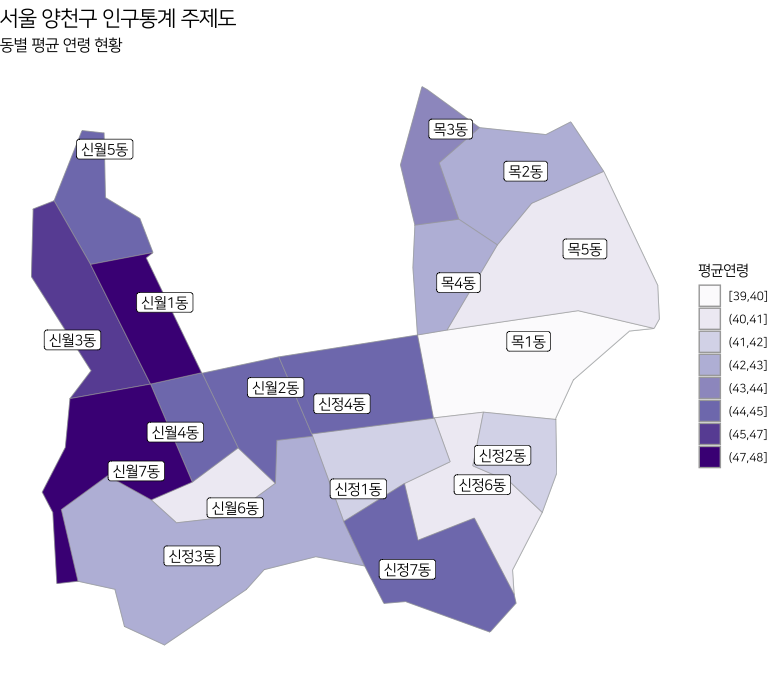 서울 양천구 인구통계 주제도
동별 평균 연령 현황
목3동
신월5동
목2동
목5동
목4동
신월1동
신월3동
목1동
신월2동
신정4동
신월4동
신정2동
신월7동
신정6동
신정1동
신월6동
신정3동
신정7동
평균연령
[39,40]
(40,41]
(41,42]
(42,43]
(43,44]
(44,45]
(45,47]
(47,48]